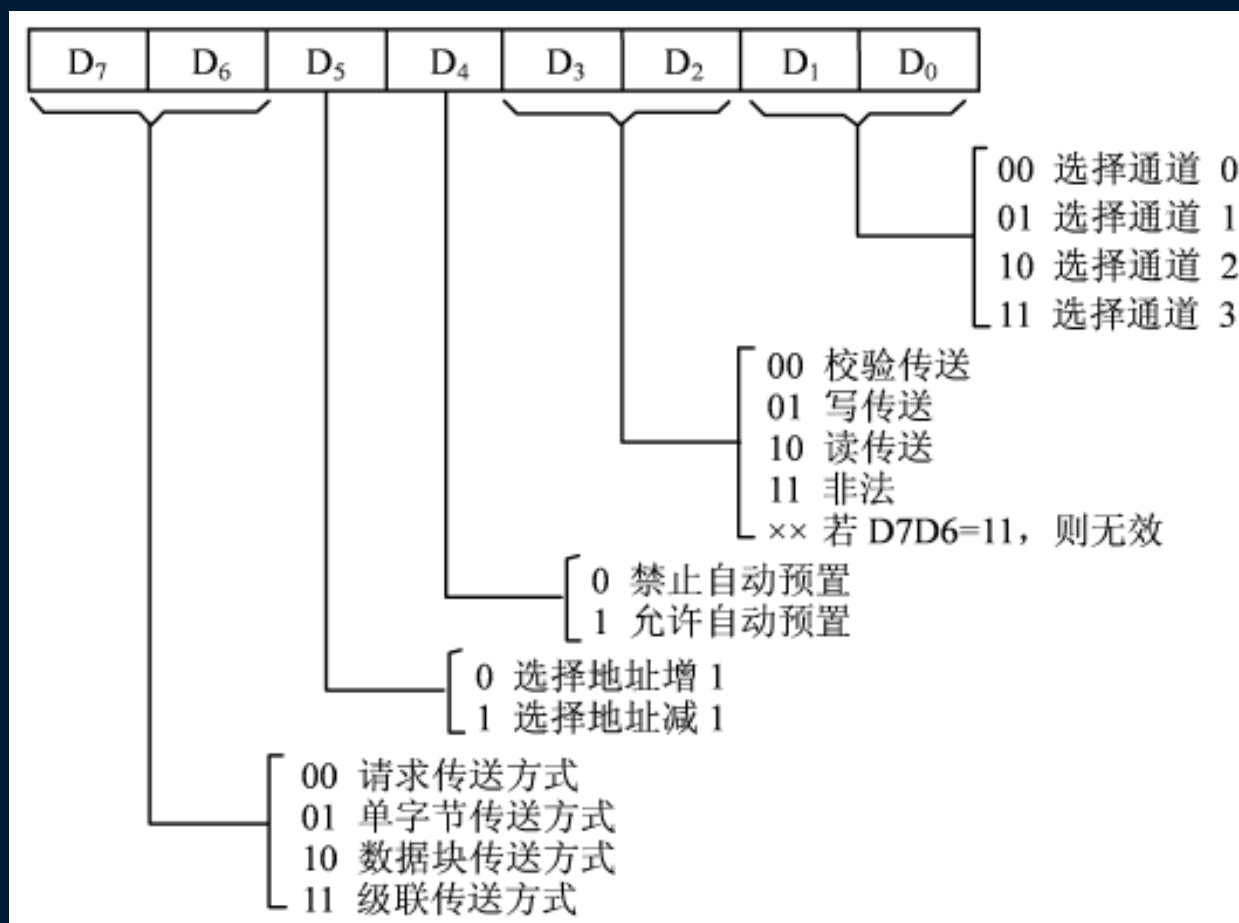 D₇ D₆ D₅ D₄ D₃ D₂ D₁ D₀
00 选择通道 0
01 选择通道 1
10 选择通道 2
11 选择通道 3
00 校验传送
01 写传送
10 读传送
11 非法
×× 若 D7D6=11，则无效
0 禁止自动预置
1 允许自动预置
0 选择地址增 1
1 选择地址减 1
00 请求传送方式
01 单字节传送方式
10 数据块传送方式
11 级联传送方式